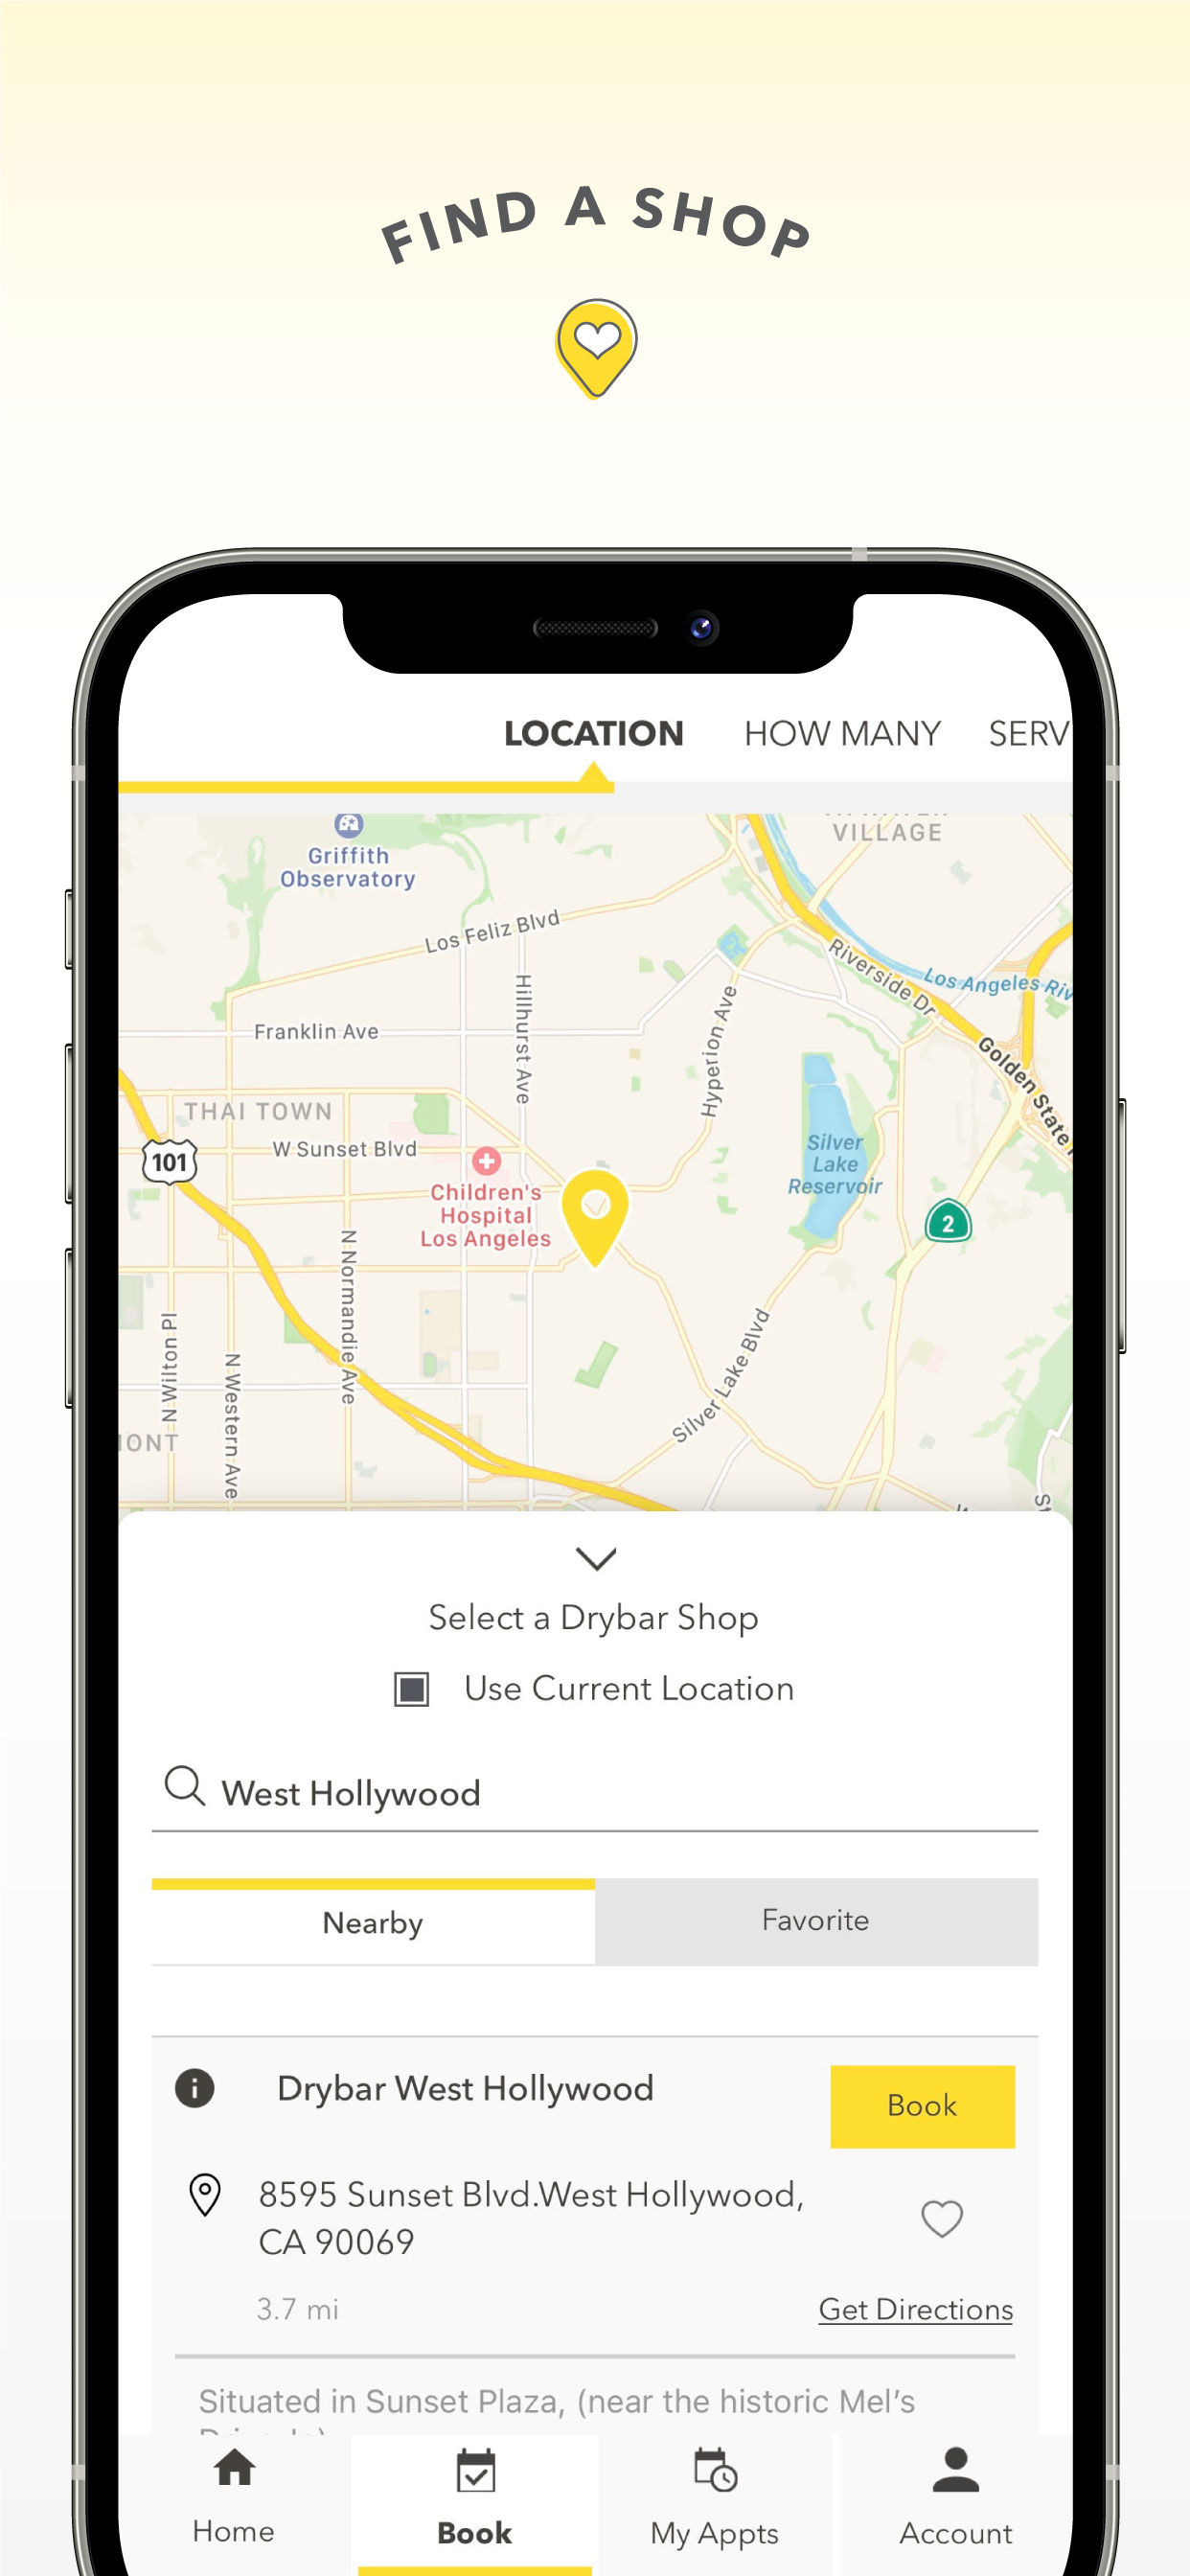 FIND A SHOP
LOCATION HOW MANY SERV
VILLAGE
Griffith
Observatory
Los Feliz Blvd
Riverside Dr
Los Angeles Riv
Hillhurst Ave
Hyperion Ave
Franklin Ave
Golden State
THAI TOWN
W Sunset Blvd
101
Silver
Lake
Reservoir
Children's
Hospital
Los Angeles
2
N Normandie Ave
N Wilton Pl
N Western Ave
Silver Lake Blvd
Select a Drybar Shop
Use Current Location
West Hollywood
Nearby Favorite
Drybar West Hollywood
Book
8595 Sunset Blvd.West Hollywood,
CA 90069
3.7 mi
Get Directions
Situated in Sunset Plaza, (near the historic Mel's
Home Book My Appts Account